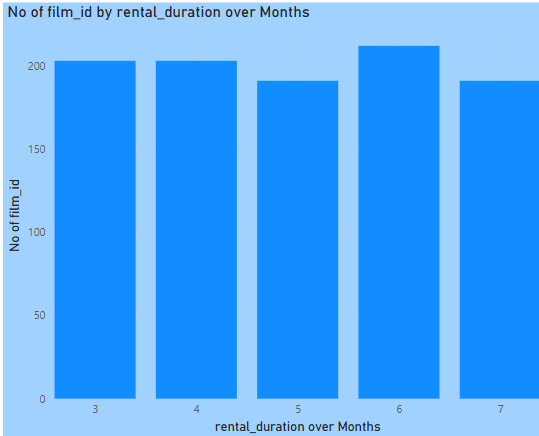 No of film_id by rental_duration over Months
200
150
100
50
0
No of film_id
3 4 5 6 7
rental_duration over Months